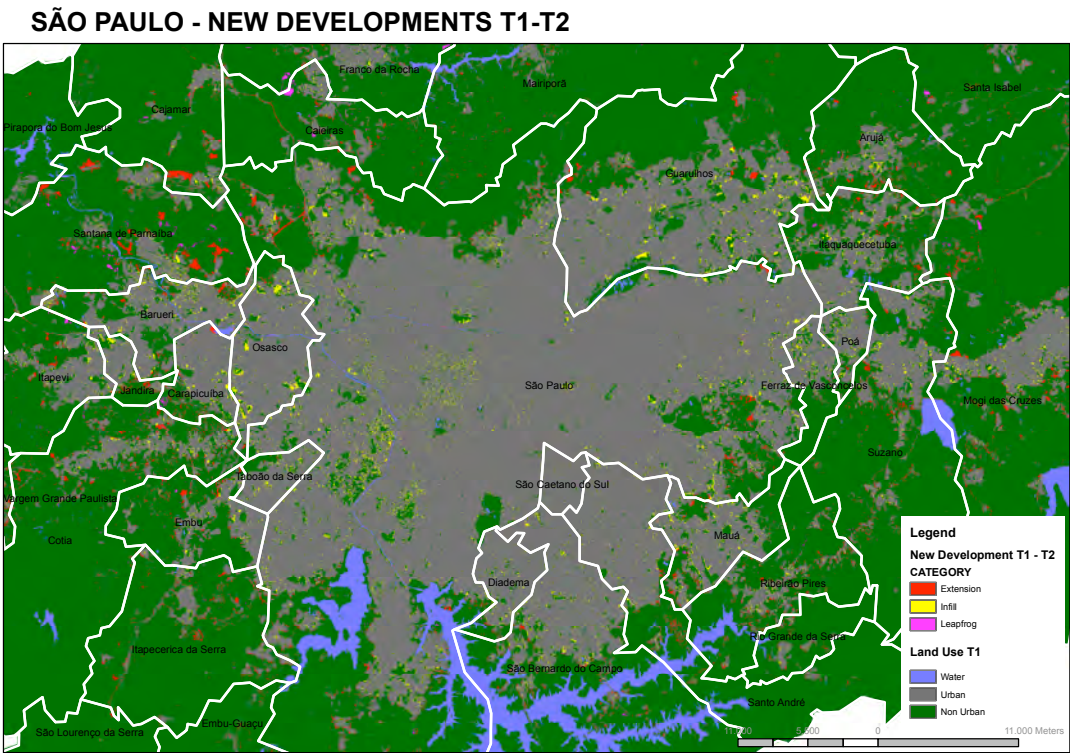 SÃO PAULO - NEW DEVELOPMENTS T1-T2
Franco da Rocha
Mairiporã
Santa Isabel
Cajamar
Pirapora do Bom Jesus
Caieiras
Arujá
Guarulhos
Santana de Parnaíba
Itaquaquecetuba
Barueri
Osasco
Poá
Itapevi
Jandira
Carapicuíba
São Paulo
Ferraz de Vasconcelos
Mogi das Cruzes
Suzano
Taboão da Serra
São Caetano do Sul
Vargem Grande Paulista
Embu
Cotia
Mauá
Diadema
Ribeirão Pires
Rio Grande da Serra
Itapecerica da Serra
São Bernardo do Campo
Santo André
Embu-Guaçu
São Lourenço da Serra
Legend
New Development T1 - T2
CATEGORY
Extension
Infill
Leapfrog
Land Use T1
Water
Urban
Non Urban
11.000 5.500 0 11.000 Meters